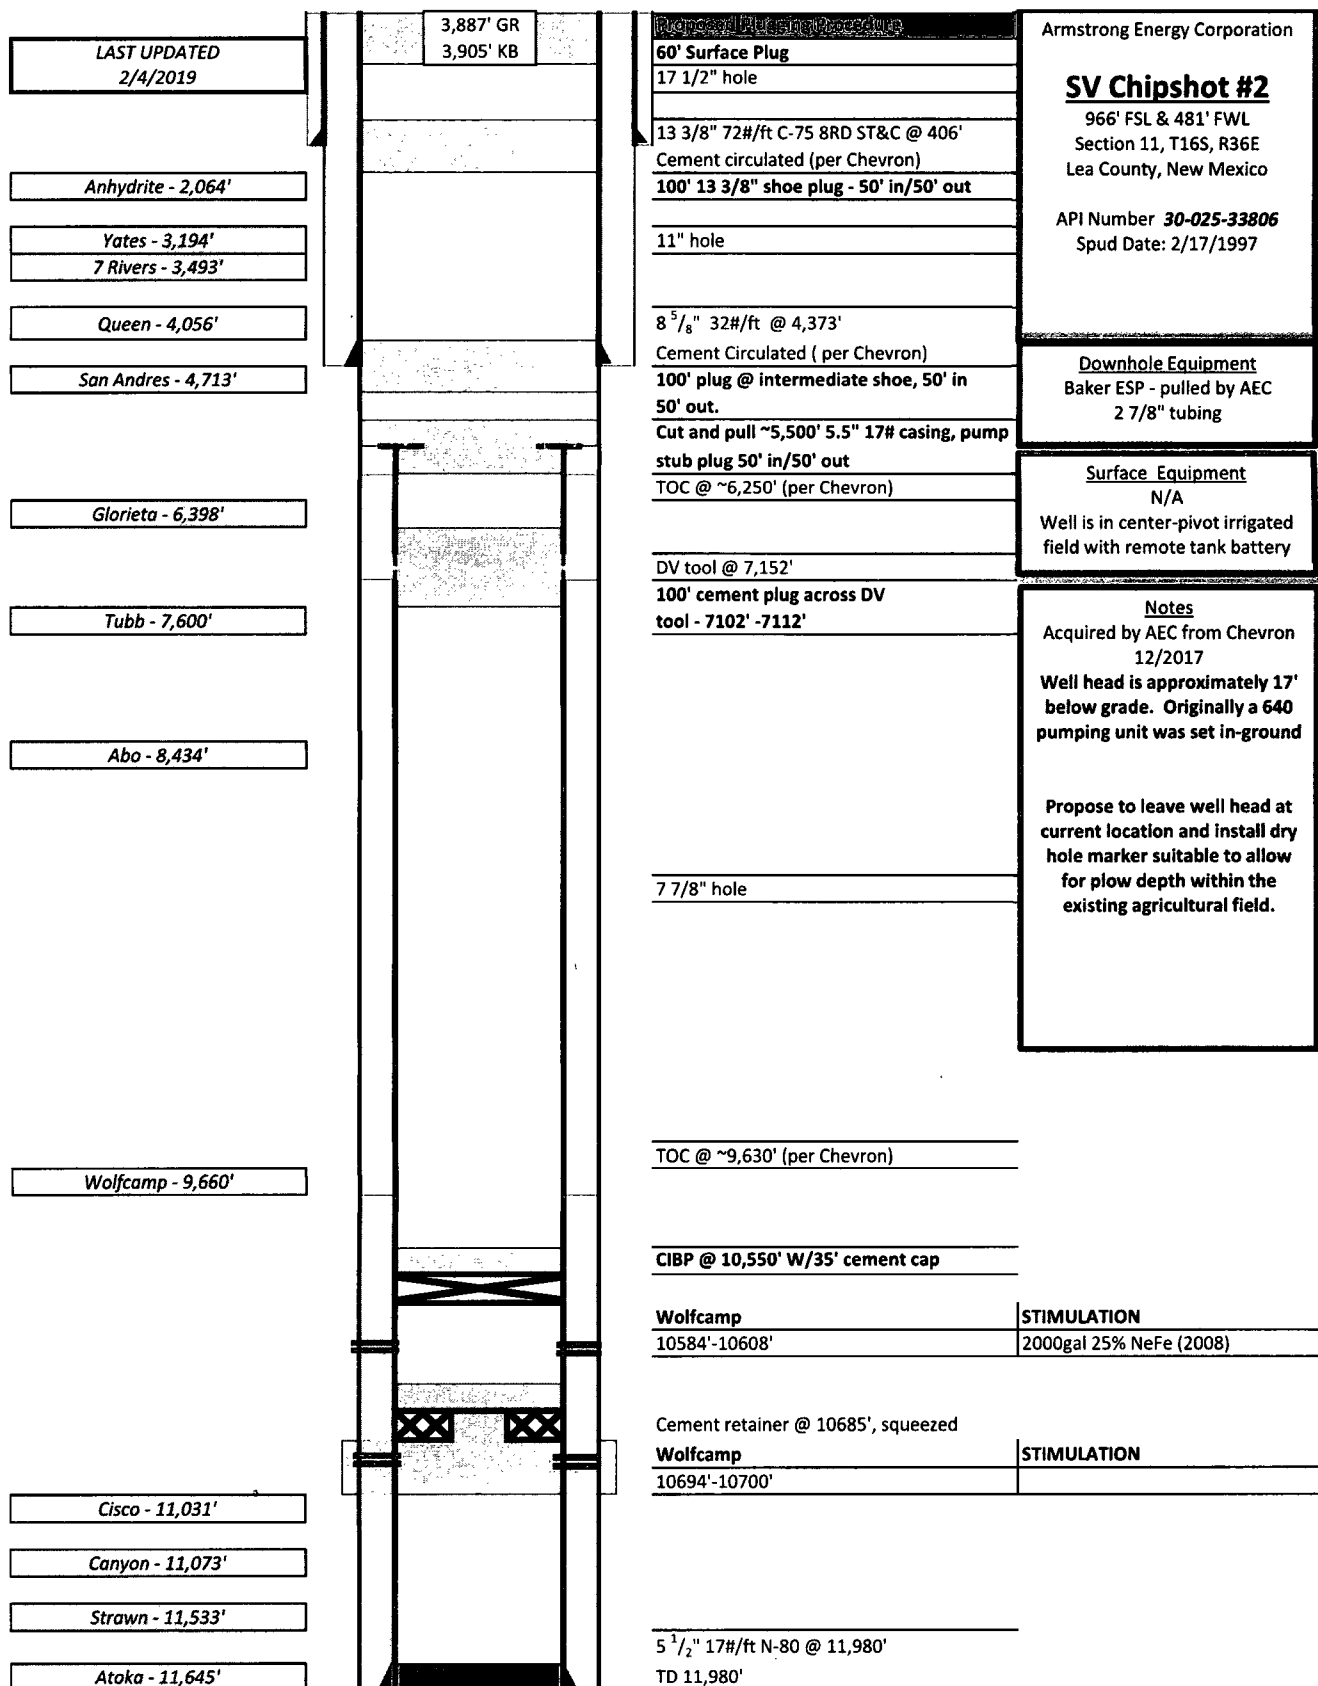 LAST UPDATED
2/4/2019
Anhydrite - 2,064'
Yates - 3,194'
7 Rivers - 3,493'
Queen - 4,056'
San Andres - 4,713'
Glorieta - 6,398'
Tubb - 7,600'
Abo - 8,434'
Wolfcamp - 9,660'
Cisco - 11,031'
Canyon - 11,073'
Strawn - 11,533'
Atoka - 11,645'
3,887' GR
3,905' KB
Proposed Plugging Procedure
60' Surface Plug
17 1/2" hole
13 3/8" 72#/ft C-75 8RD ST&C @ 406'
Cement circulated (per Chevron)
100' 13 3/8" shoe plug - 50' in/50' out
11" hole
8 5/8" 32#/ft @ 4,373'
Cement Circulated ( per Chevron)
100' plug @ intermediate shoe, 50' in
50' out.
Cut and pull ~5,500' 5.5" 17# casing, pump
stub plug 50' in/50' out
TOC @ ~6,250' (per Chevron)
DV tool @ 7,152'
100' cement plug across DV
tool - 7102' -7112'
7 7/8" hole
TOC @ ~9,630' (per Chevron)
CIBP @ 10,550' W/35' cement cap
Wolfcamp STIMULATION
10584'-10608' 2000gal 25% NeFe (2008)
Cement retainer @ 10685', squeezed
Wolfcamp STIMULATION
10694'-10700'
5 1/2" 17#/ft N-80 @ 11,980'
TD 11,980'
Armstrong Energy Corporation
SV Chipshot #2
966' FSL & 481' FWL
Section 11, T16S, R36E
Lea County, New Mexico
API Number 30-025-33806
Spud Date: 2/17/1997
Downhole Equipment
Baker ESP - pulled by AEC
2 7/8" tubing
Surface Equipment
N/A
Well is in center-pivot irrigated
field with remote tank battery
Notes
Acquired by AEC from Chevron
12/2017
Well head is approximately 17'
below grade. Originally a 640
pumping unit was set in-ground
Propose to leave well head at
current location and install dry
hole marker suitable to allow
for plow depth within the
existing agricultural field.